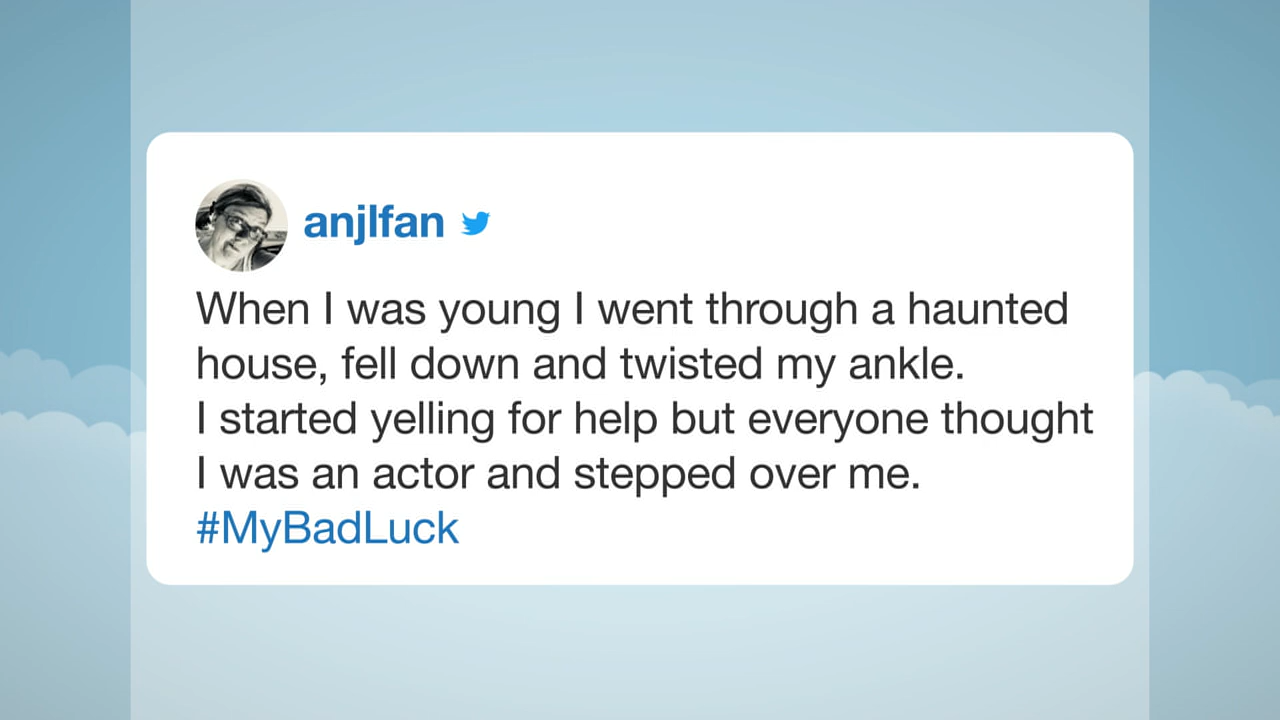 anjlfan
When I was young I went through a haunted
house, fell down and twisted my ankle.
I started yelling for help but everyone thought
I was an actor and stepped over me.
#MyBadLuck